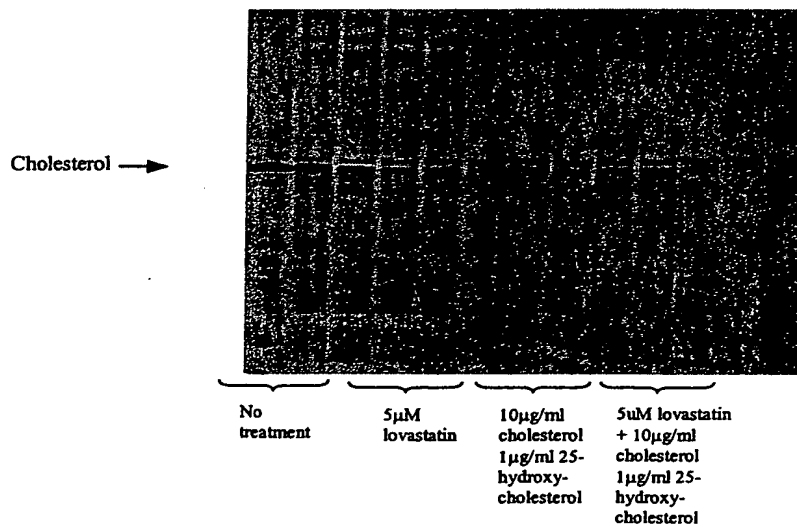 Cholesterol
No
treatment
5μM
lovastatin
10μg/ml
cholesterol
1μg/ml 25-
hydroxy-
cholesterol
5uM lovastatin
+ 10μg/ml
cholesterol
1μg/ml 25-
hydroxy-
cholesterol